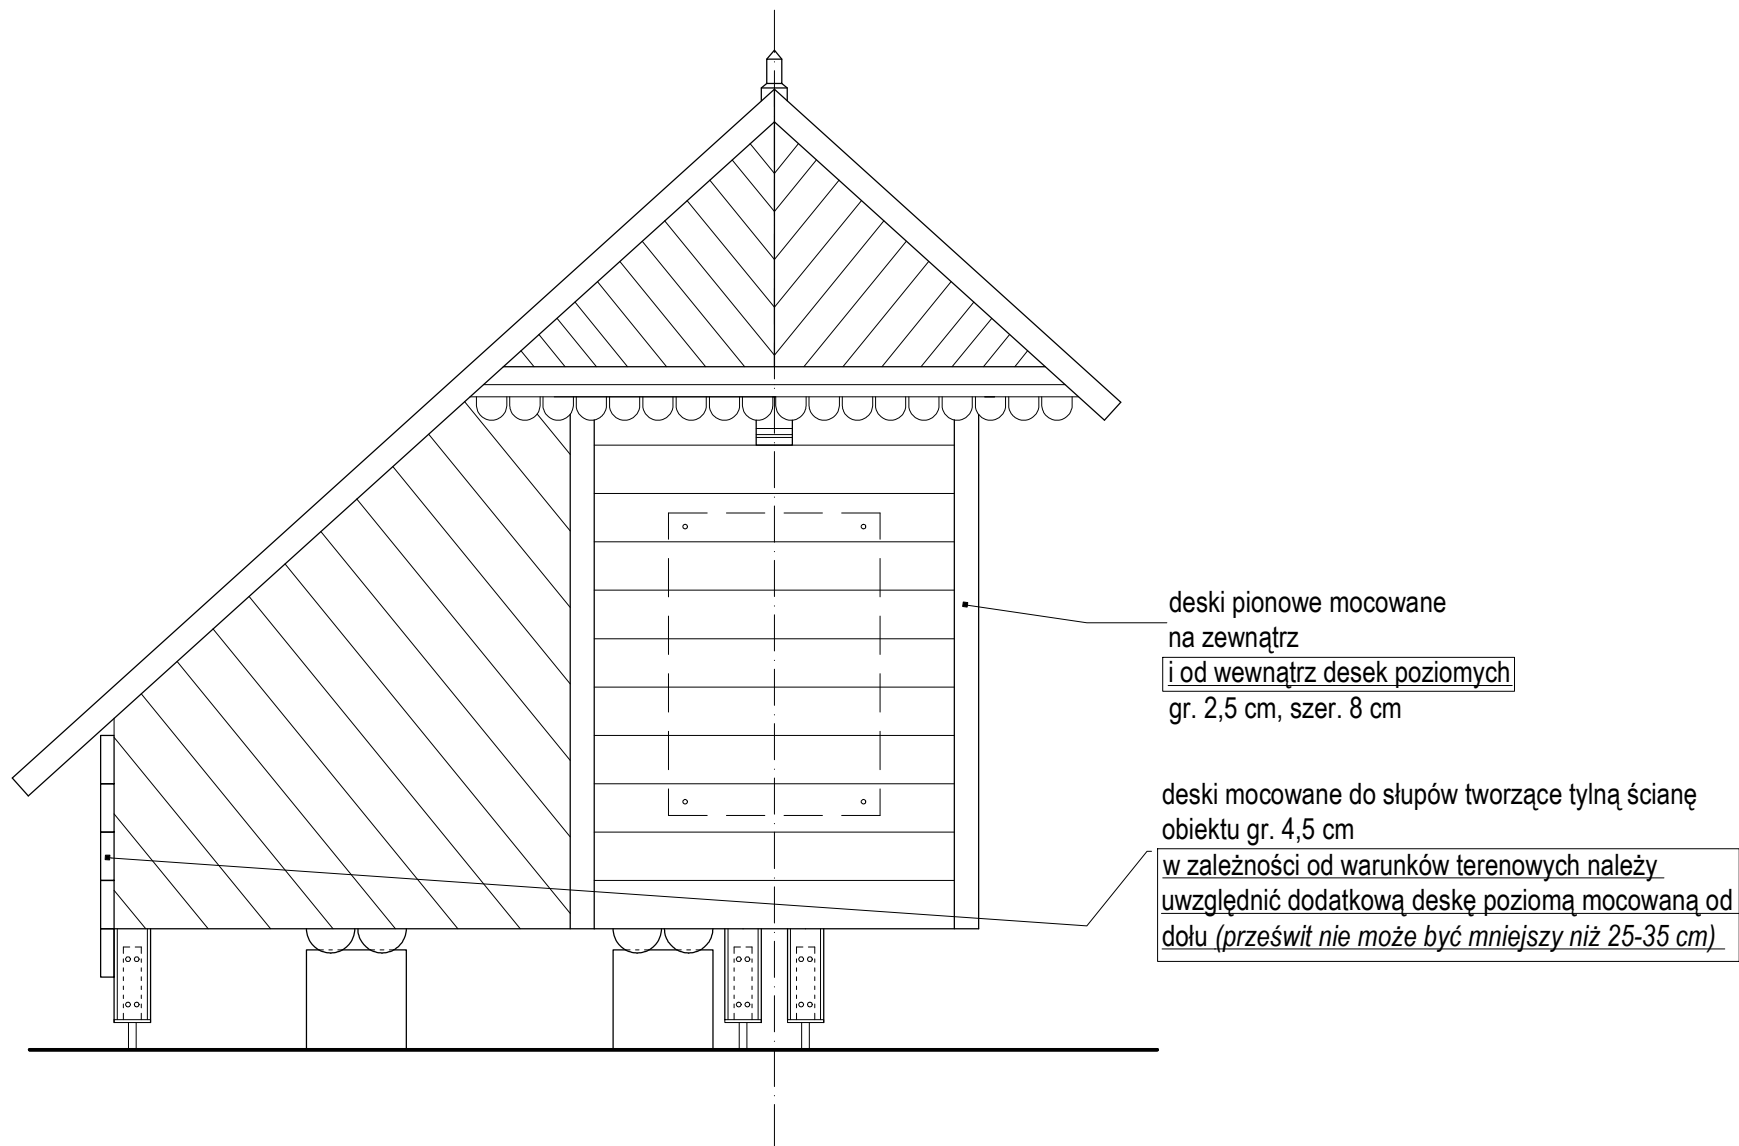 deski pionowe mocowane
na zewnątrz
i od wewnątrz desek poziomych
gr. 2,5 cm, szer. 8 cm
deski mocowane do słupów tworzące tylną ścianę
obiektu gr. 4,5 cm
w zależności od warunków terenowych należy
uwzględnić dodatkową deskę poziomą mocowaną od
dołu (prześwit nie może być mniejszy niż 25-35 cm)